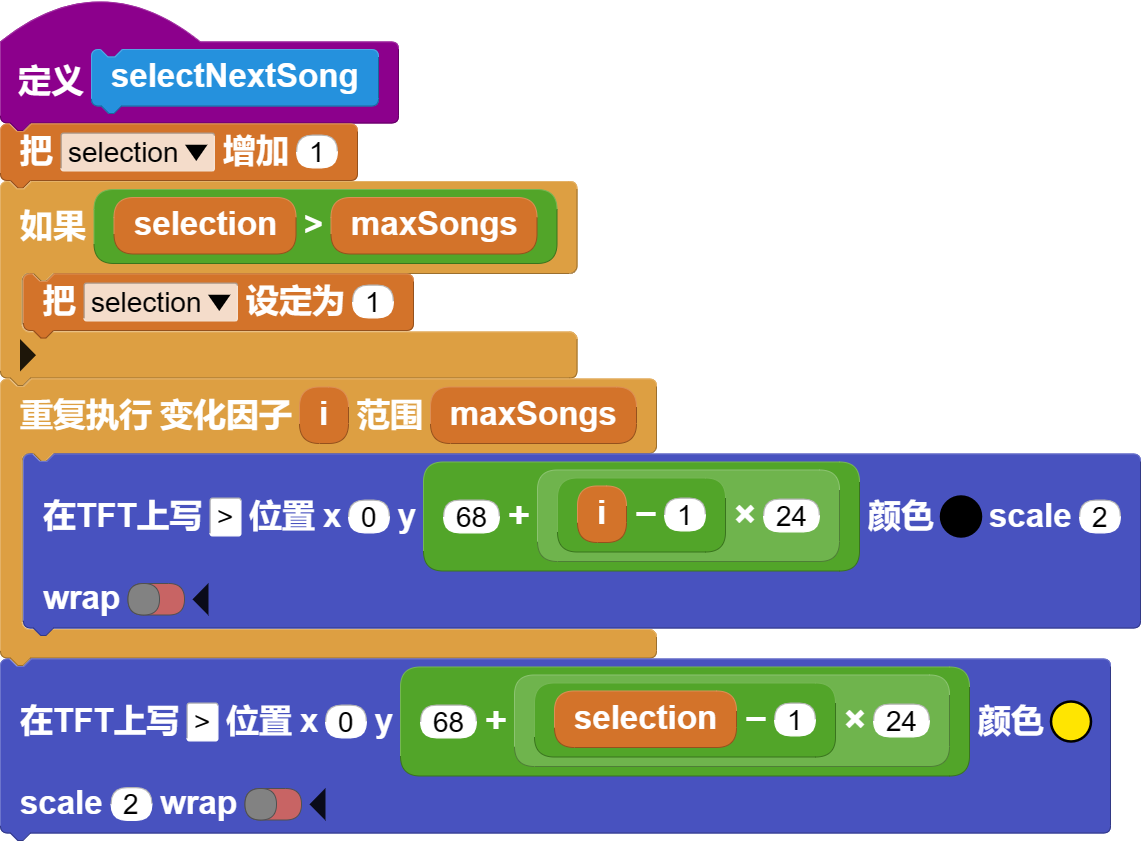 定义 selectNextSong
把 selection 增加 1
如果 selection > maxSongs
把 selection 设定为 1
重复执行 变化因子 i 范围 maxSongs
在TFT上写 > 位置 x 0 y 68 + i − 1 × 24 颜色 scale 2
wrap
在TFT上写 > 位置 x 0 y 68 + selection − 1 × 24 颜色
scale 2 wrap